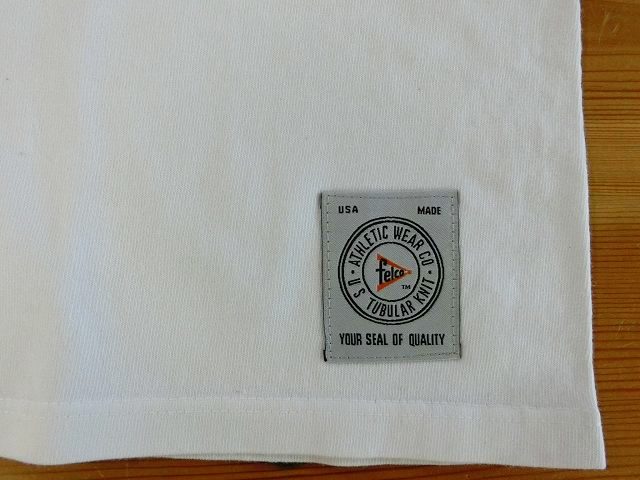 USA MADE
ATHLETIC WEAR CO
felco
TM
U S TUBULAR KNIT
YOUR SEAL OF QUALITY